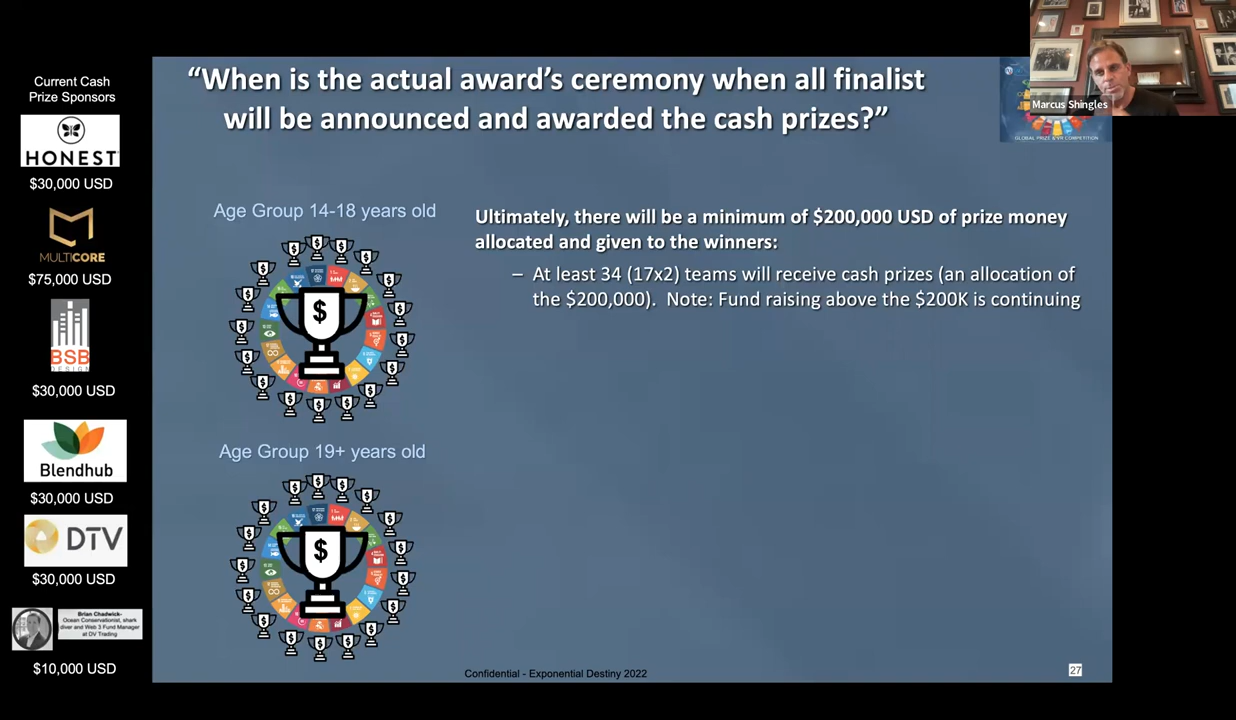 “When is the actual award’s ceremony when all finalist
will be announced and awarded the cash prizes?”
Marcus Shingles
GLOBAL PRIZE & VR COMPETITION
Current Cash
Prize Sponsors
HONEST
$30,000 USD
MULTICORE
$75,000 USD
BSB
DESIGN
$30,000 USD
Blendhub
$30,000 USD
DTV
$30,000 USD
Brian Chadwick-
Ocean Conservationist, shark
diver and Web 3 Fund Manager
at DV Trading
$10,000 USD
Age Group 14-18 years old
$
Age Group 19+ years old
$
Ultimately, there will be a minimum of $200,000 USD of prize money
allocated and given to the winners:
– At least 34 (17x2) teams will receive cash prizes (an allocation of
the $200,000). Note: Fund raising above the $200K is continuing
Confidential - Exponential Destiny 2022
27